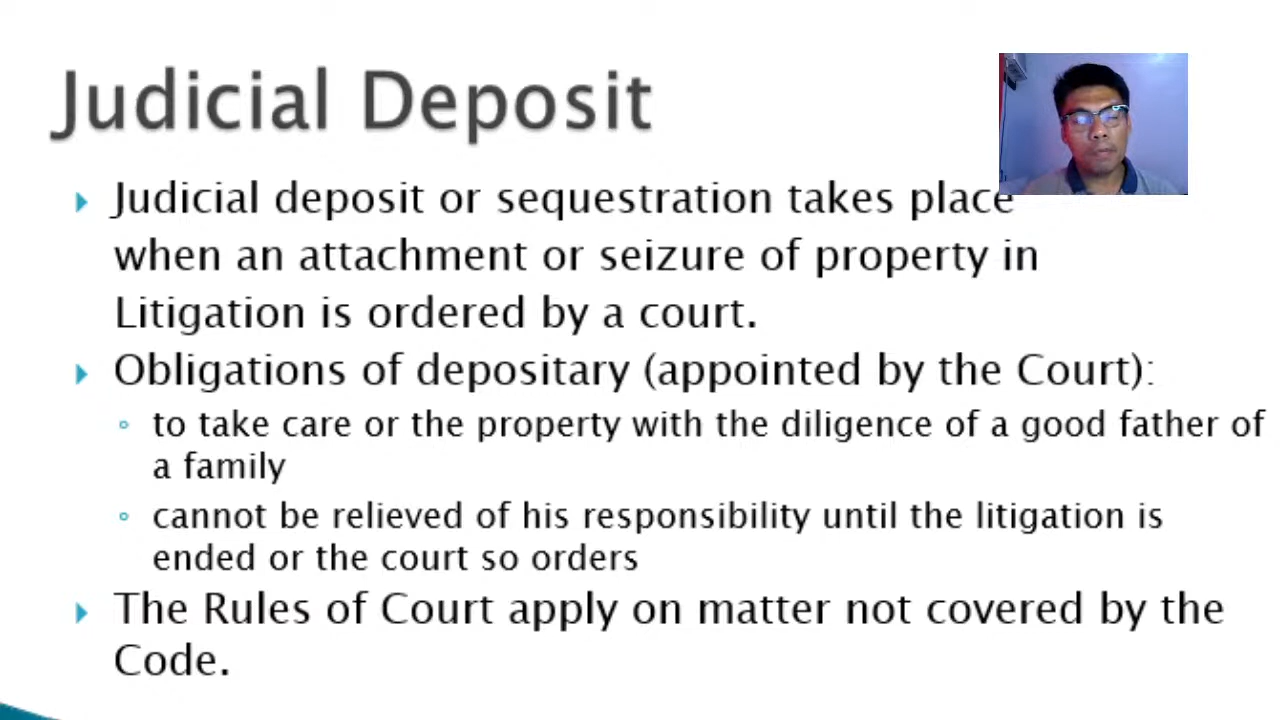 Judicial Deposit
Judicial deposit or sequestration takes place
when an attachment or seizure of property in
Litigation is ordered by a court.
Obligations of depositary (appointed by the Court):
to take care or the property with the diligence of a good father of
a family
cannot be relieved of his responsibility until the litigation is
ended or the court so orders
The Rules of Court apply on matter not covered by the
Code.